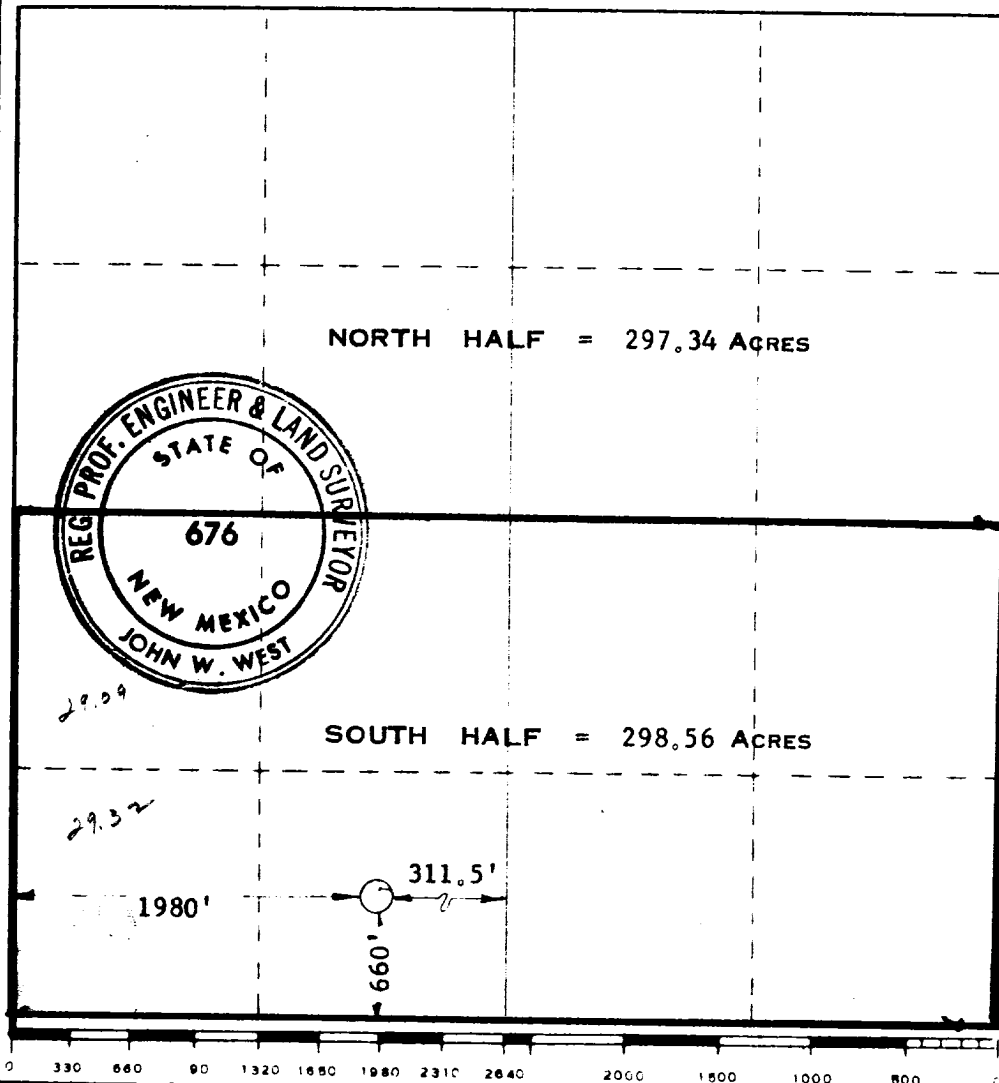 NORTH HALF = 297.34 ACRES
REG. PROF. ENGINEER & LAND SURVEYOR
STATE OF
676
NEW MEXICO
JOHN W. WEST
29.09
SOUTH HALF = 298.56 ACRES
29.32
311.5'
1980'
660'
0 330 660 90 1320 1650 1980 2310 2640 2000 1500 1000 500